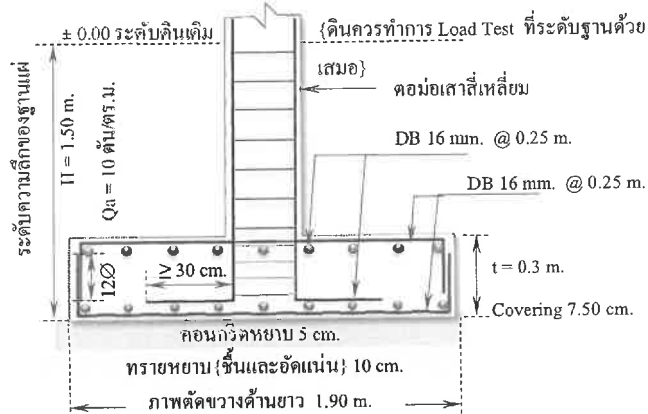 ± 0.00 ระดับดินเดิม
{ดินควรทำการ Load Test ที่ระดับฐานด้วย
เสมอ}
ตอม่อเสาสี่เหลี่ยม
ระดับความลึกของฐานแผ่
H = 1.50 m.
Qa = 10 ตัน/ตร.ม.
DB 16 mm. @ 0.25 m.
DB 16 mm. @ 0.25 m.
12Ø
≥ 30 cm.
t = 0.3 m.
Covering 7.50 cm.
คอนกรีตหยาบ 5 cm.
ทรายหยาบ{ชื้นและอัดแน่น} 10 cm.
ภาพตัดขวางด้านยาว 1.90 m.